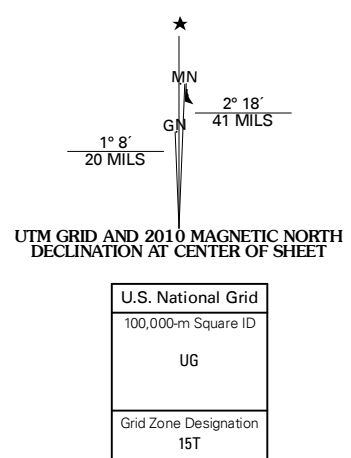 MN
2° 18´
41 MILS
GN
1° 8´
20 MILS
UTM GRID AND 2010 MAGNETIC NORTH
DECLINATION AT CENTER OF SHEET
U.S. National Grid
100,000-m Square ID
UG
Grid Zone Designation
15T